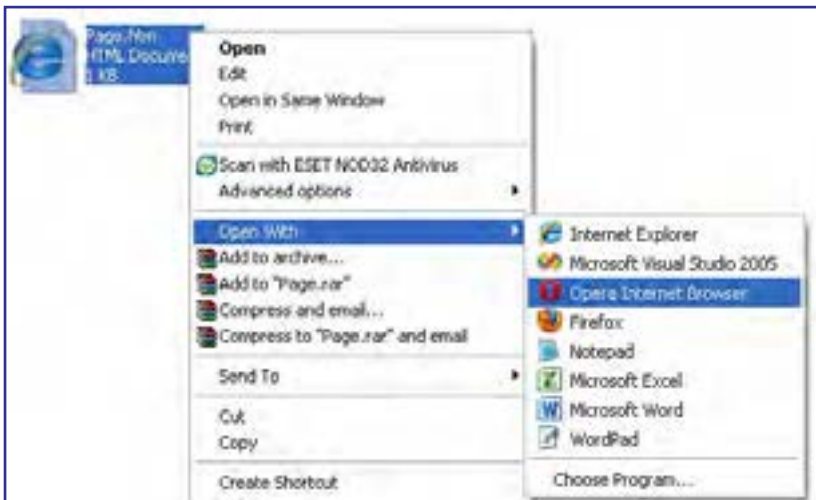 Page.htm
HTML Docume
1 KB
Open
Edit
Open in Same Window
Print
Scan with ESET NOD32 Antivirus
Advanced options
Open With
Add to archive...
Add to "Page.rar"
Compress and email...
Compress to "Page.rar" and email
Send To
Cut
Copy
Create Shortcut
Internet Explorer
Microsoft Visual Studio 2005
Opera Internet Browser
Firefox
Notepad
Microsoft Excel
Microsoft Word
WordPad
Choose Program...